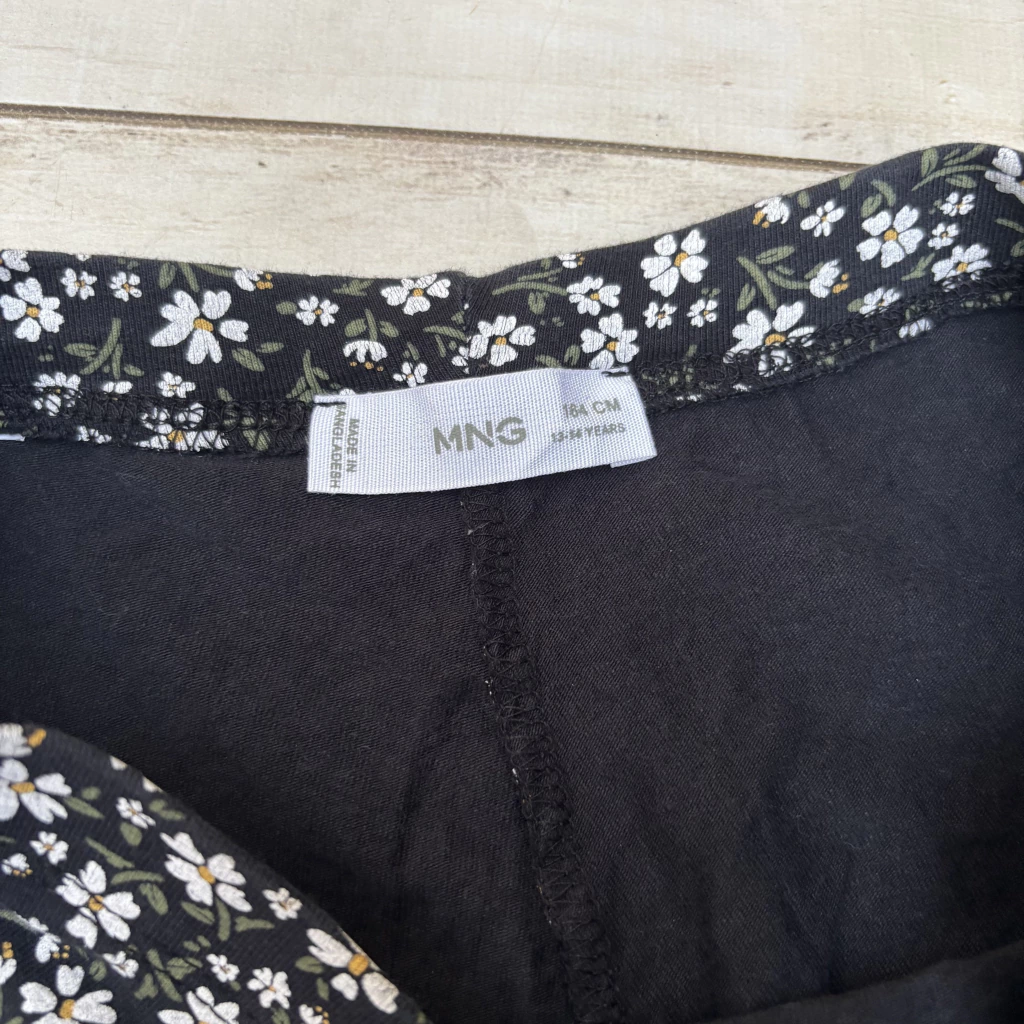 MADE IN
BANGLADESH
MNG
164 CM
13-14 YEARS